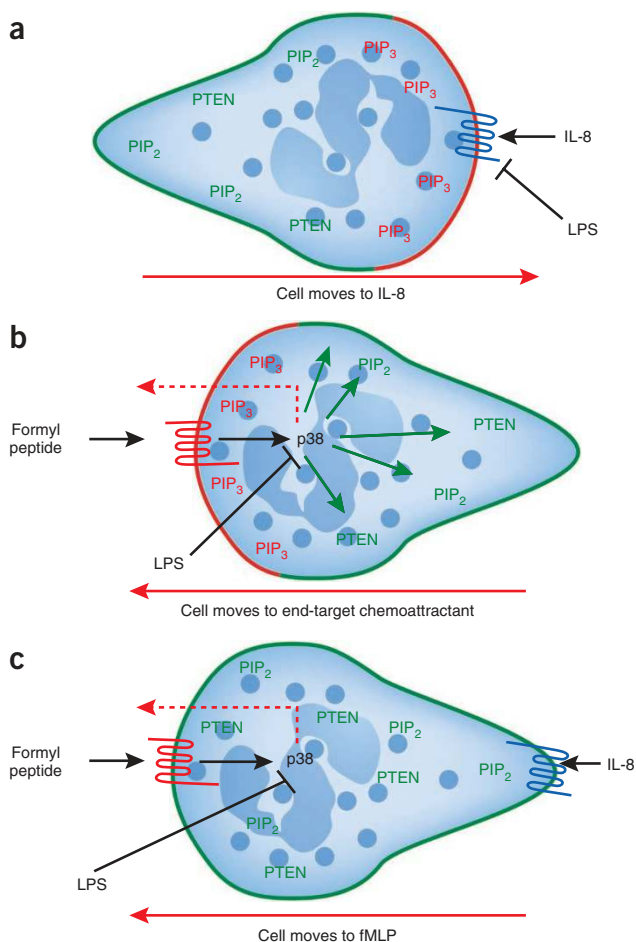 a
PIP2
PIP3
PIP3
PTEN
PIP2
PIP2
PTEN
PIP3
PIP3
IL-8
LPS
Cell moves to IL-8
b
PIP3
PIP2
PIP3
Formyl
peptide
p38
PTEN
PIP3
PIP2
PIP3
PTEN
LPS
Cell moves to end-target chemoattractant
c
PIP2
PTEN
PTEN
PIP2
Formyl
peptide
p38
PTEN
PIP2
IL-8
PIP2
PTEN
LPS
Cell moves to fMLP